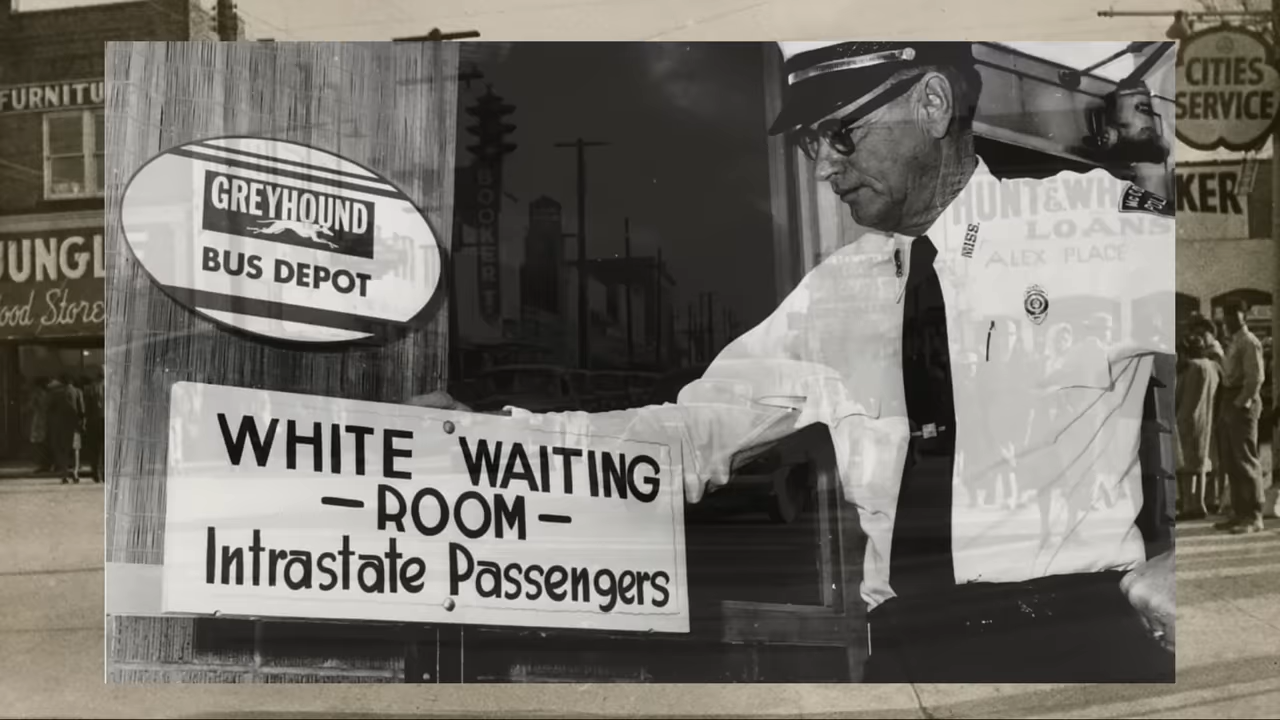 FURNITU
JUNGL
ood Store
GREYHOUND
BUS DEPOT
WHITE WAITING
—ROOM—
Intrastate Passengers
MISS.
HUNT & WH
LOANS
ALEX PLACE
CITIES
SERVICE
KER